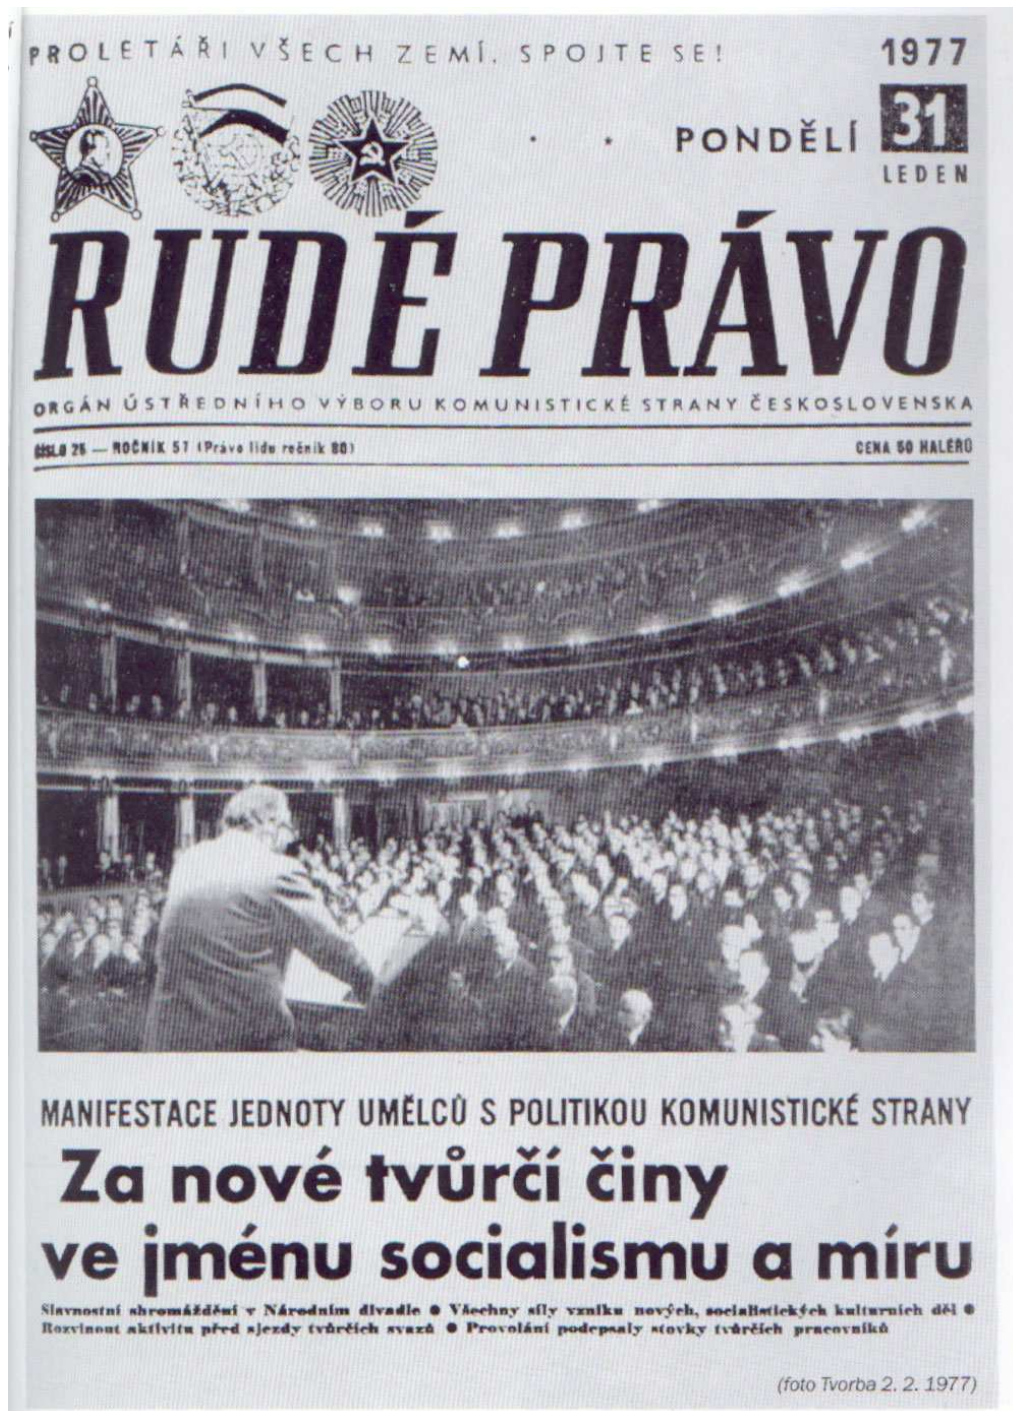 PROLETÁŘI VŠECH ZEMÍ, SPOJTE SE!
1977
PONDĚLÍ 31
LEDEN
RUDÉ PRÁVO
ORGÁN ÚSTŘEDNÍHO VÝBORU KOMUNISTICKÉ STRANY ČESKOSLOVENSKA
ČÍSLO 25 — ROČNÍK 57 (Právo lidu ročník 80) CENA 50 HALÉŘŮ
MANIFESTACE JEDNOTY UMĚLCŮ S POLITIKOU KOMUNISTICKÉ STRANY
Za nové tvůrčí činy
ve jménu socialismu a míru
Slavnostní shromáždění v Národním divadle ● Všechny síly vzniku nových, socialistických kulturních děl ●
Rozvinout aktivitu před sjezdy tvůrčích svazů ● Provolání podepsaly stovky tvůrčích pracovníků
(foto Tvorba 2. 2. 1977)